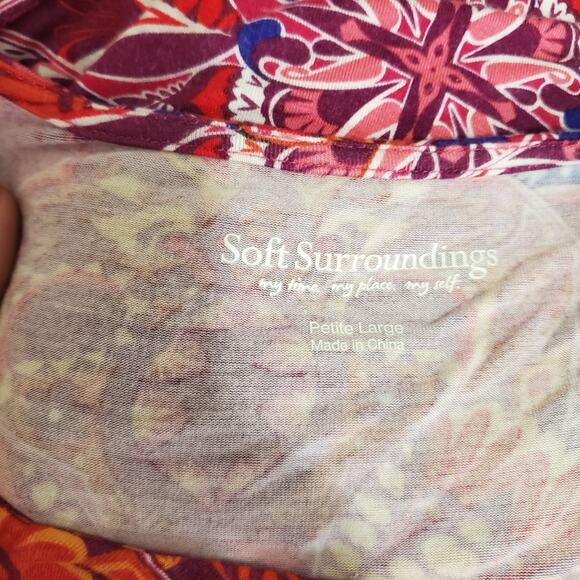 Soft Surroundings
my time. my place. my self.
Petite Large
Made in China